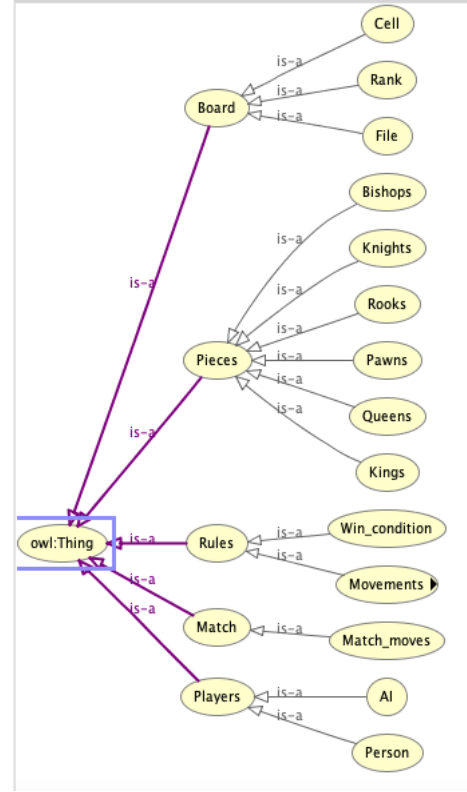 Cell
is-a
Rank
is-a
Board
is-a
File
Bishops
is-a
Knights
is-a
is-a
Rooks
is-a
Pieces
is-a
Pawns
is-a
Queens
is-a
is-a
Kings
Win_condition
is-a
owl:Thing
is-a
Rules
is-a
Movements
is-a
is-a
Match
is-a
Match_moves
Players
is-a
AI
is-a
Person